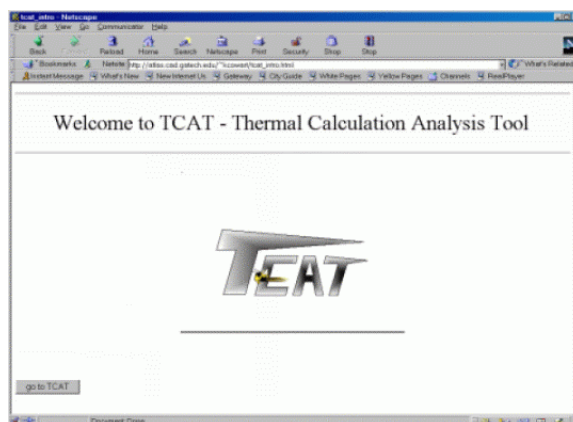 tcat_intro - Netscape
File Edit View Go Communicator Help
Back Forward Reload Home Search Netscape Print Security Shop Stop
Bookmarks Netsite: http://atlas.cad.gatech.edu/~kcowart/tcat_intro.html What's Related
Instant Message What's New New Internet Us Gateway City Guide White Pages Yellow Pages Channels RealPlayer
Welcome to TCAT - Thermal Calculation Analysis Tool
TCAT
go to TCAT
Document: Done